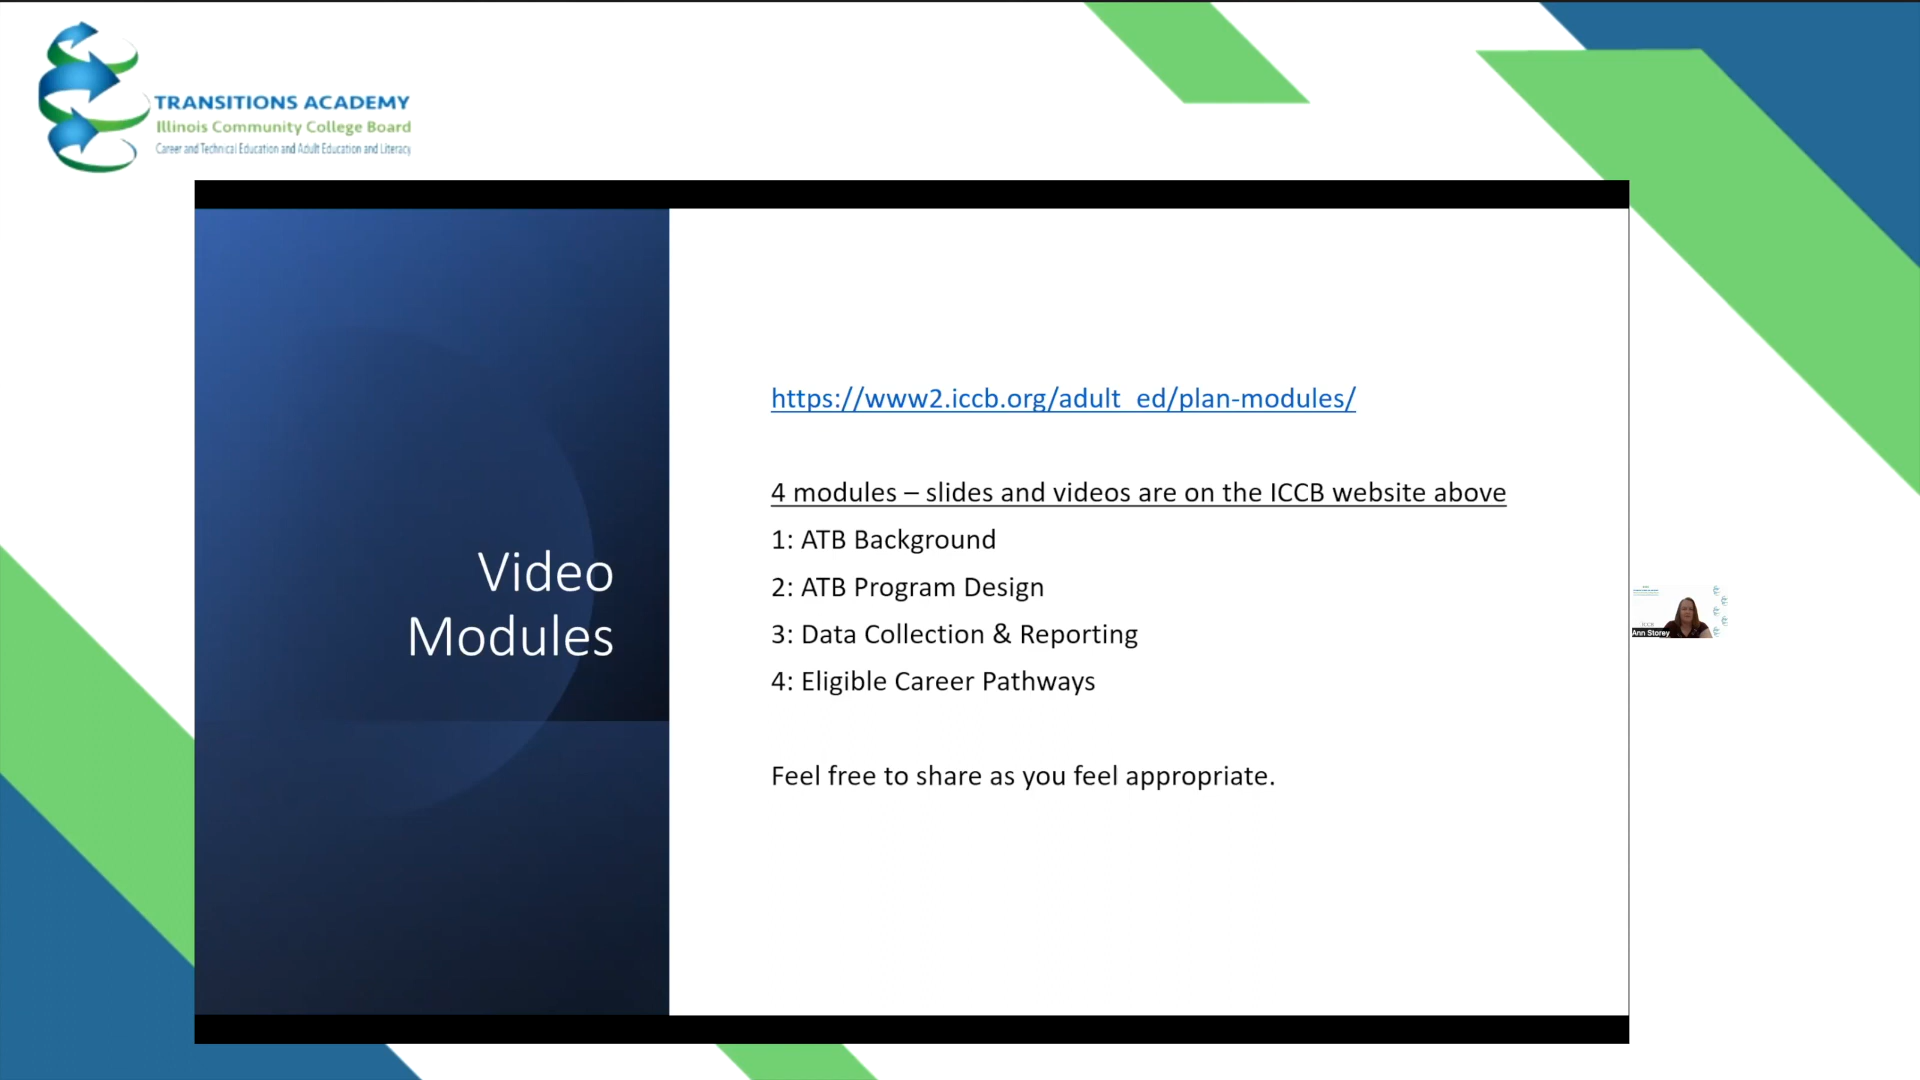 TRANSITIONS ACADEMY
Illinois Community College Board
Career and Technical Education and Adult Education and Literacy
Video
Modules
https://www2.iccb.org/adult_ed/plan-modules/
4 modules – slides and videos are on the ICCB website above
1: ATB Background
2: ATB Program Design
3: Data Collection & Reporting
4: Eligible Career Pathways
Feel free to share as you feel appropriate.
Ann Storey